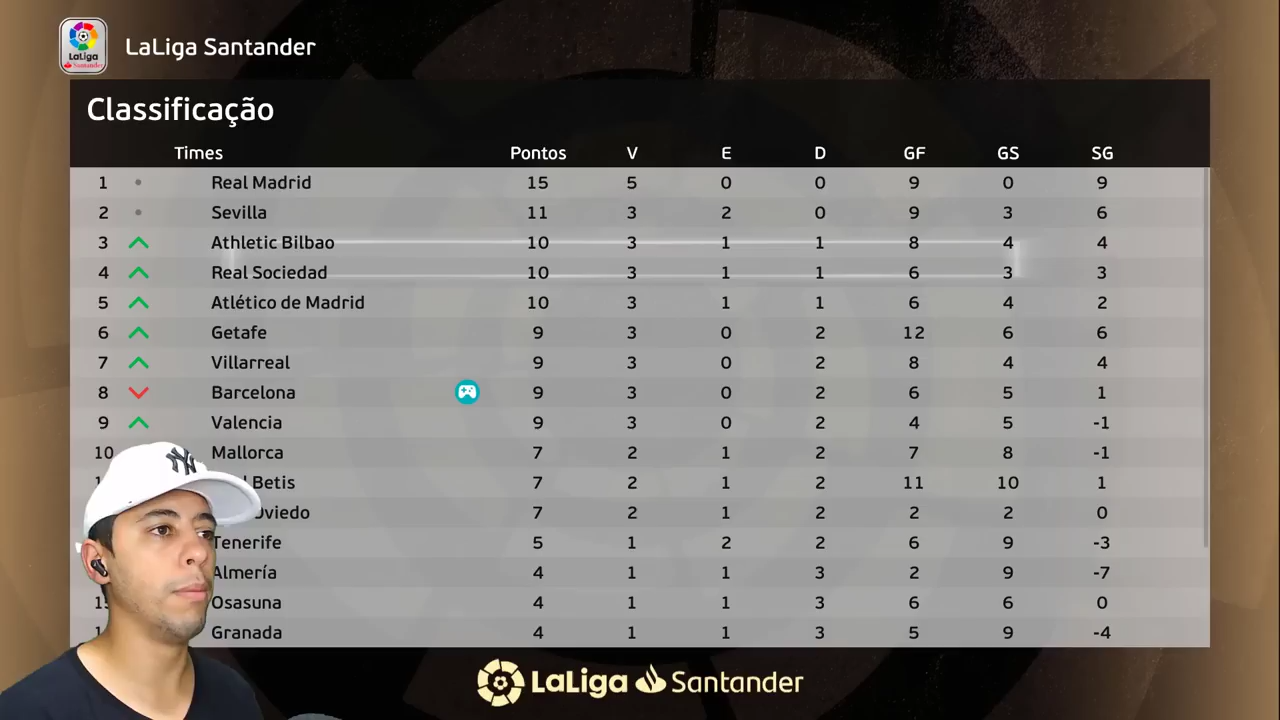 LaLiga Santander
LaLiga
Santander
Classificação
Times Pontos V E D GF GS SG
1 Real Madrid 15 5 0 0 9 0 9
2 Sevilla 11 3 2 0 9 3 6
3 Athletic Bilbao 10 3 1 1 8 4 4
4 Real Sociedad 10 3 1 1 6 3 3
5 Atlético de Madrid 10 3 1 1 6 4 2
6 Getafe 9 3 0 2 12 6 6
7 Villarreal 9 3 0 2 8 4 4
8 Barcelona 9 3 0 2 6 5 1
9 Valencia 9 3 0 2 4 5 -1
10 Mallorca 7 2 1 2 7 8 -1
Betis 7 2 1 2 11 10 1
Oviedo 7 2 1 2 2 2 0
Tenerife 5 1 2 2 6 9 -3
Almería 4 1 1 3 2 9 -7
Osasuna 4 1 1 3 6 6 0
Granada 4 1 1 3 5 9 -4
NY
LaLiga Santander